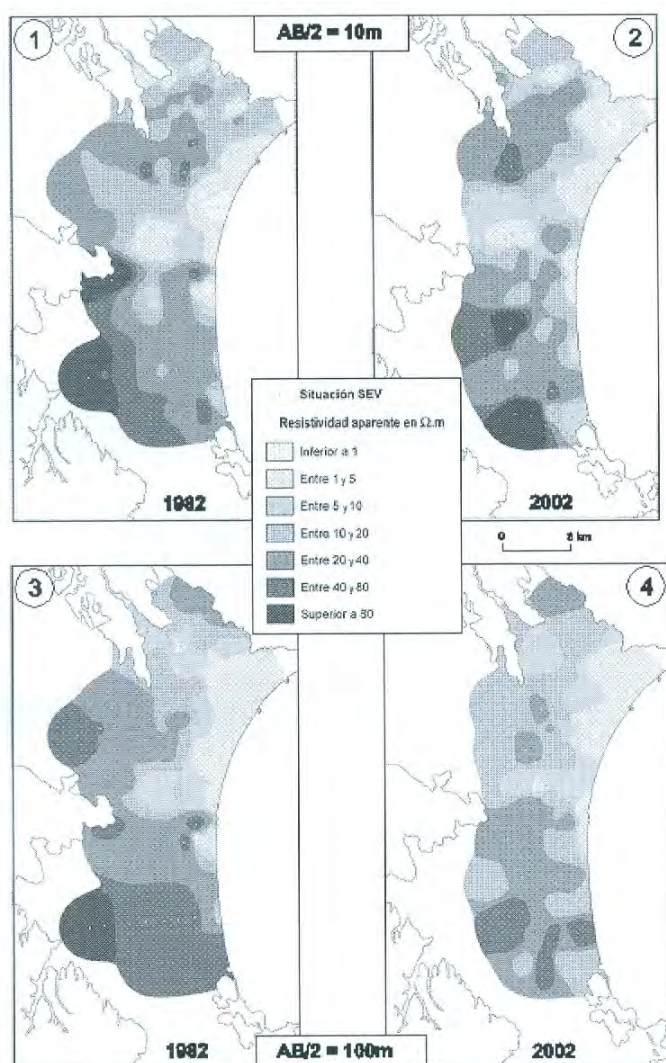 1
AB/2 = 10m
2
Situación SEV
Resistividad aparente en Ω.m
Inferior a 1
Entre 1 y 5
Entre 5 y 10
Entre 10 y 20
Entre 20 y 40
Entre 40 y 80
Superior a 80
1982
2002
0 8 km
3
4
1982
AB/2 = 100m
2002